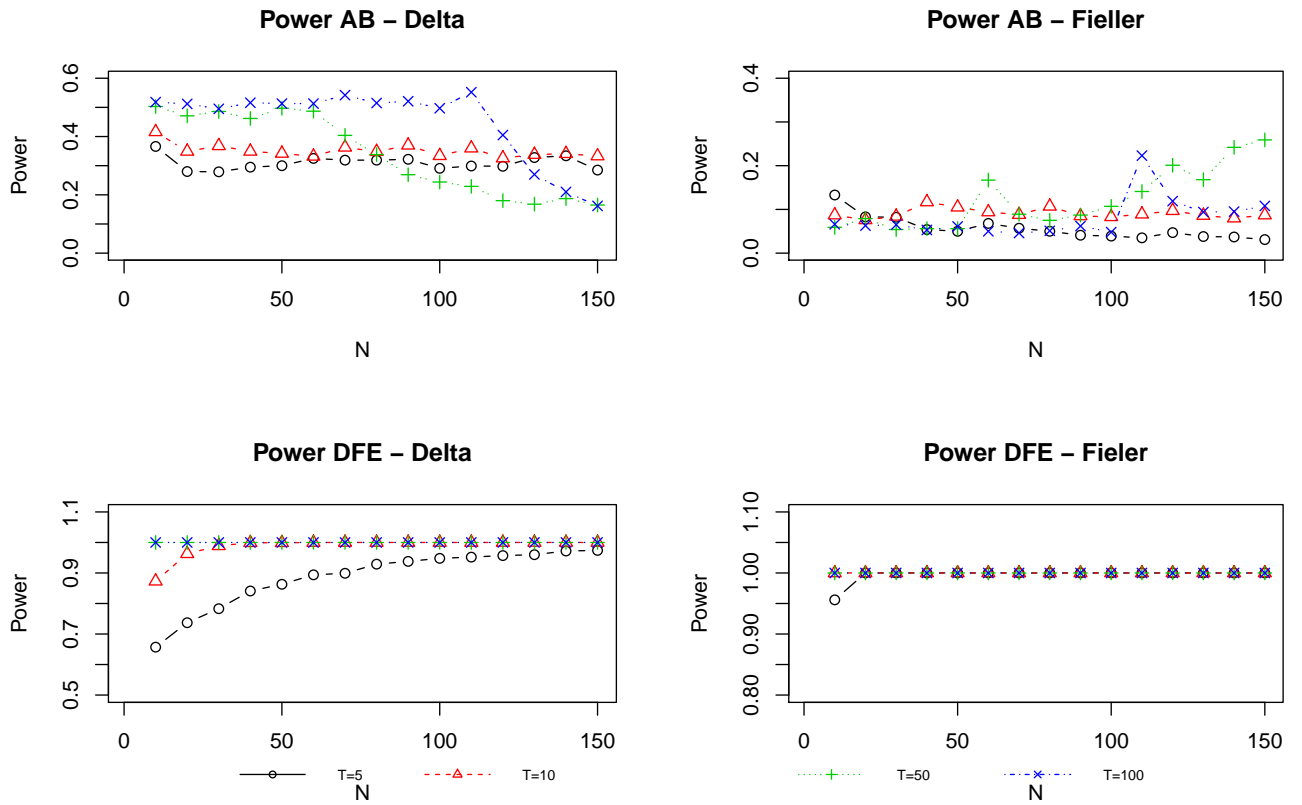 Power AB – Delta
Power
0.0
0.2
0.4
0.6
0
50
100
150
N
Power AB – Fieller
Power
0.0
0.2
0.4
0
50
100
150
N
Power DFE – Delta
Power
0.5
0.7
0.9
1.1
0
50
100
150
N
Power DFE – Fieler
Power
0.80
0.90
1.00
1.10
0
50
100
150
N
T=5
T=10
T=50
T=100